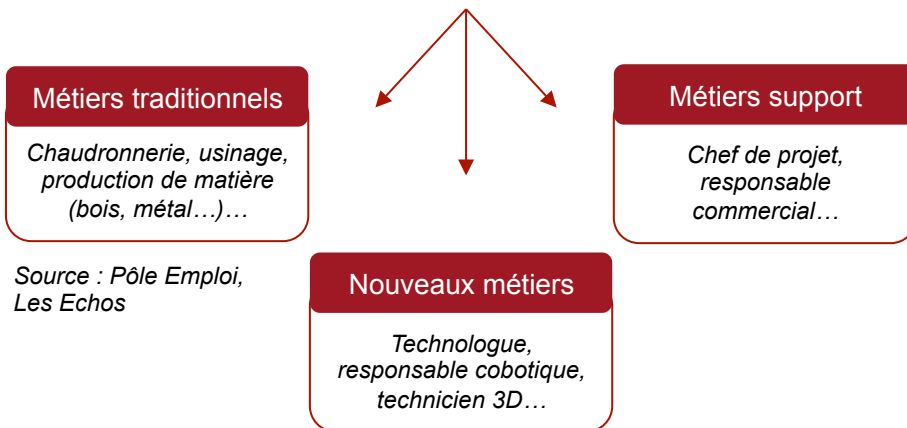 Métiers traditionnels
Chaudronnerie, usinage,
production de matière
(bois, métal…)…
Métiers support
Chef de projet,
responsable
commercial…
Source : Pôle Emploi,
Les Echos
Nouveaux métiers
Technologue,
responsable cobotique,
technicien 3D…